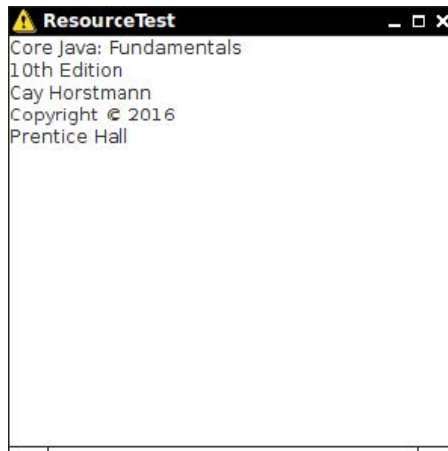 ResourceTest
Core Java: Fundamentals
10th Edition
Cay Horstmann
Copyright © 2016
Prentice Hall